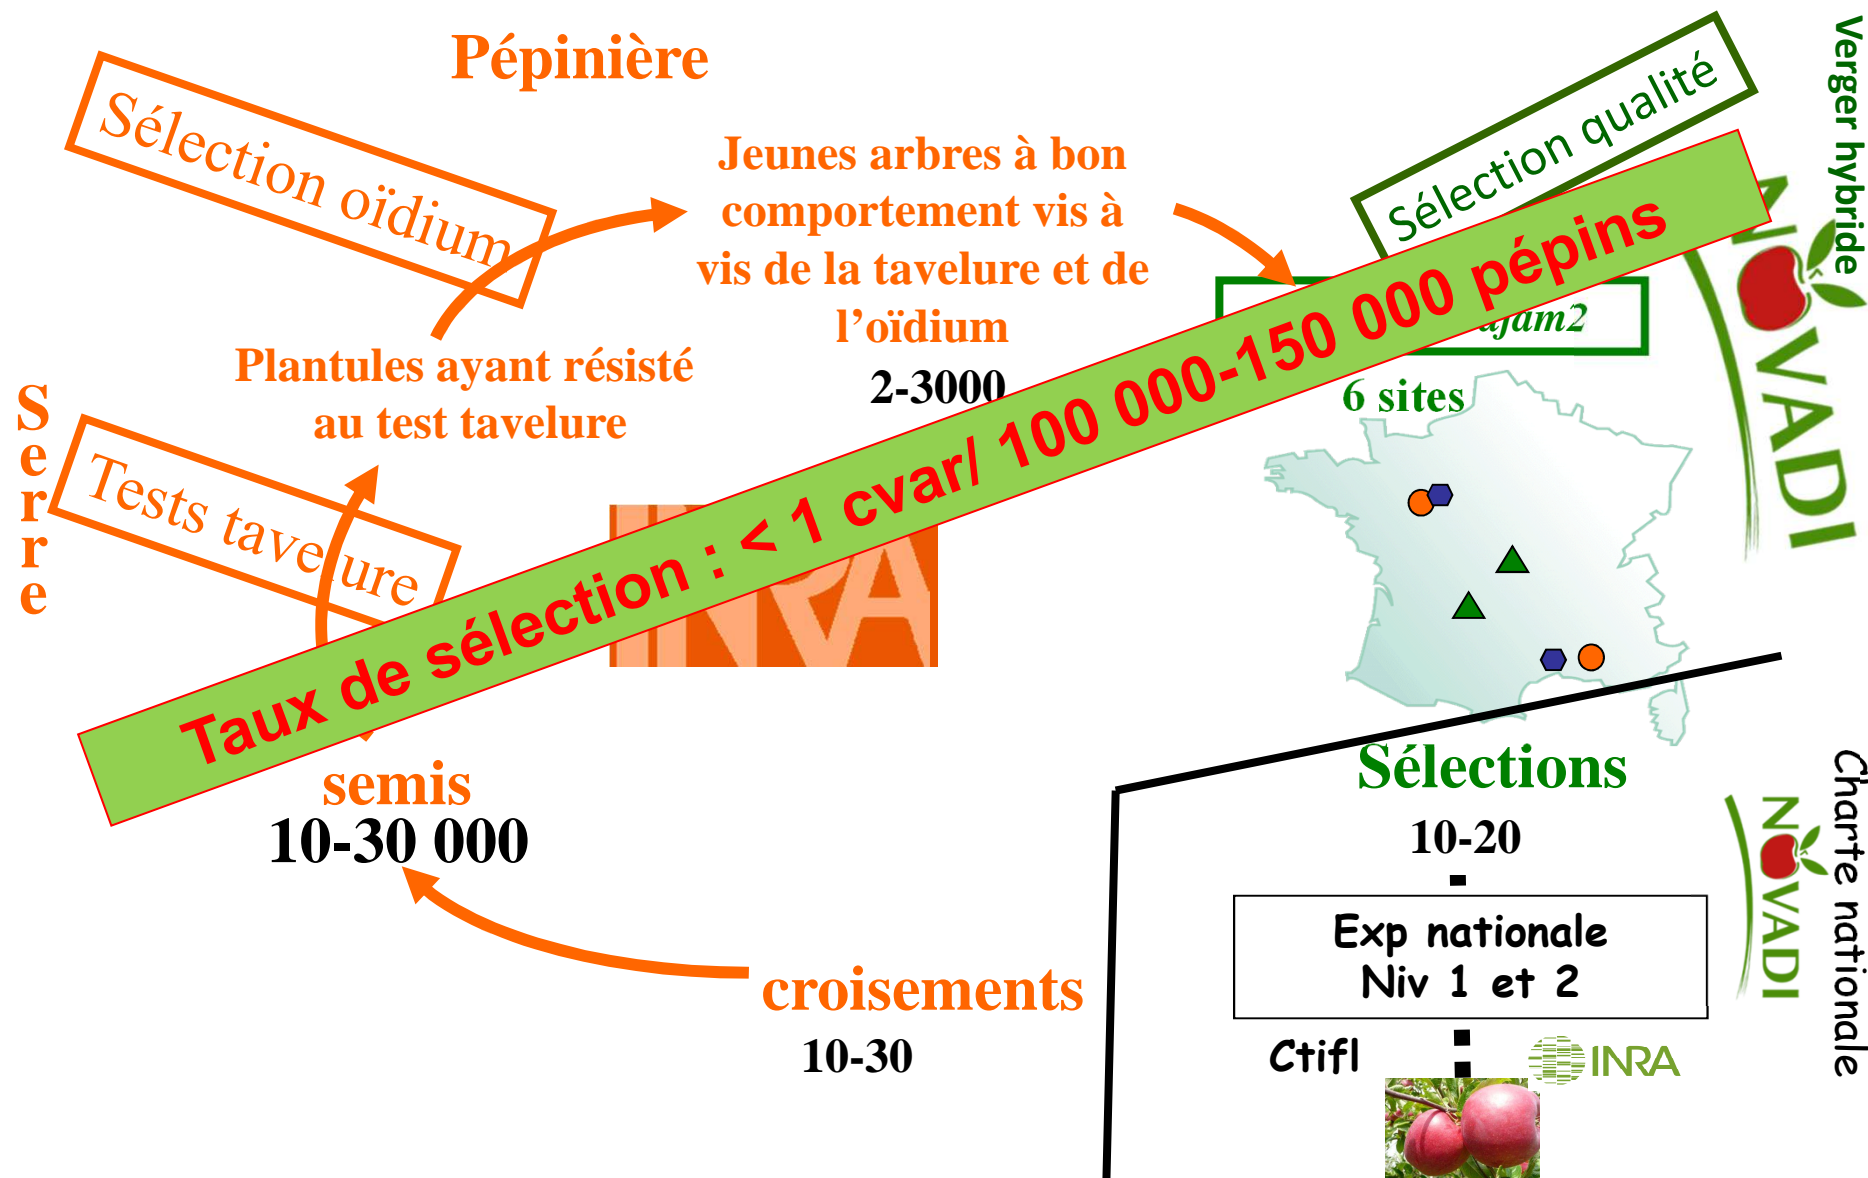 Pépinière
Sélection oïdium
Jeunes arbres à bon
comportement vis à
vis de la tavelure et de
l'oïdium
2-3000
Sélection qualité
Verger hybride
NOVADI
6 sites
Plantules ayant résisté
au test tavelure
Serre
Tests tavelure
INRA
Taux de sélection : < 1 cvar/ 100 000-150 000 pépins
semis
10-30 000
croisements
10-30
Sélections
10-20
Exp nationale
Niv 1 et 2
Ctifl
INRA
NOVADI
Charte nationale